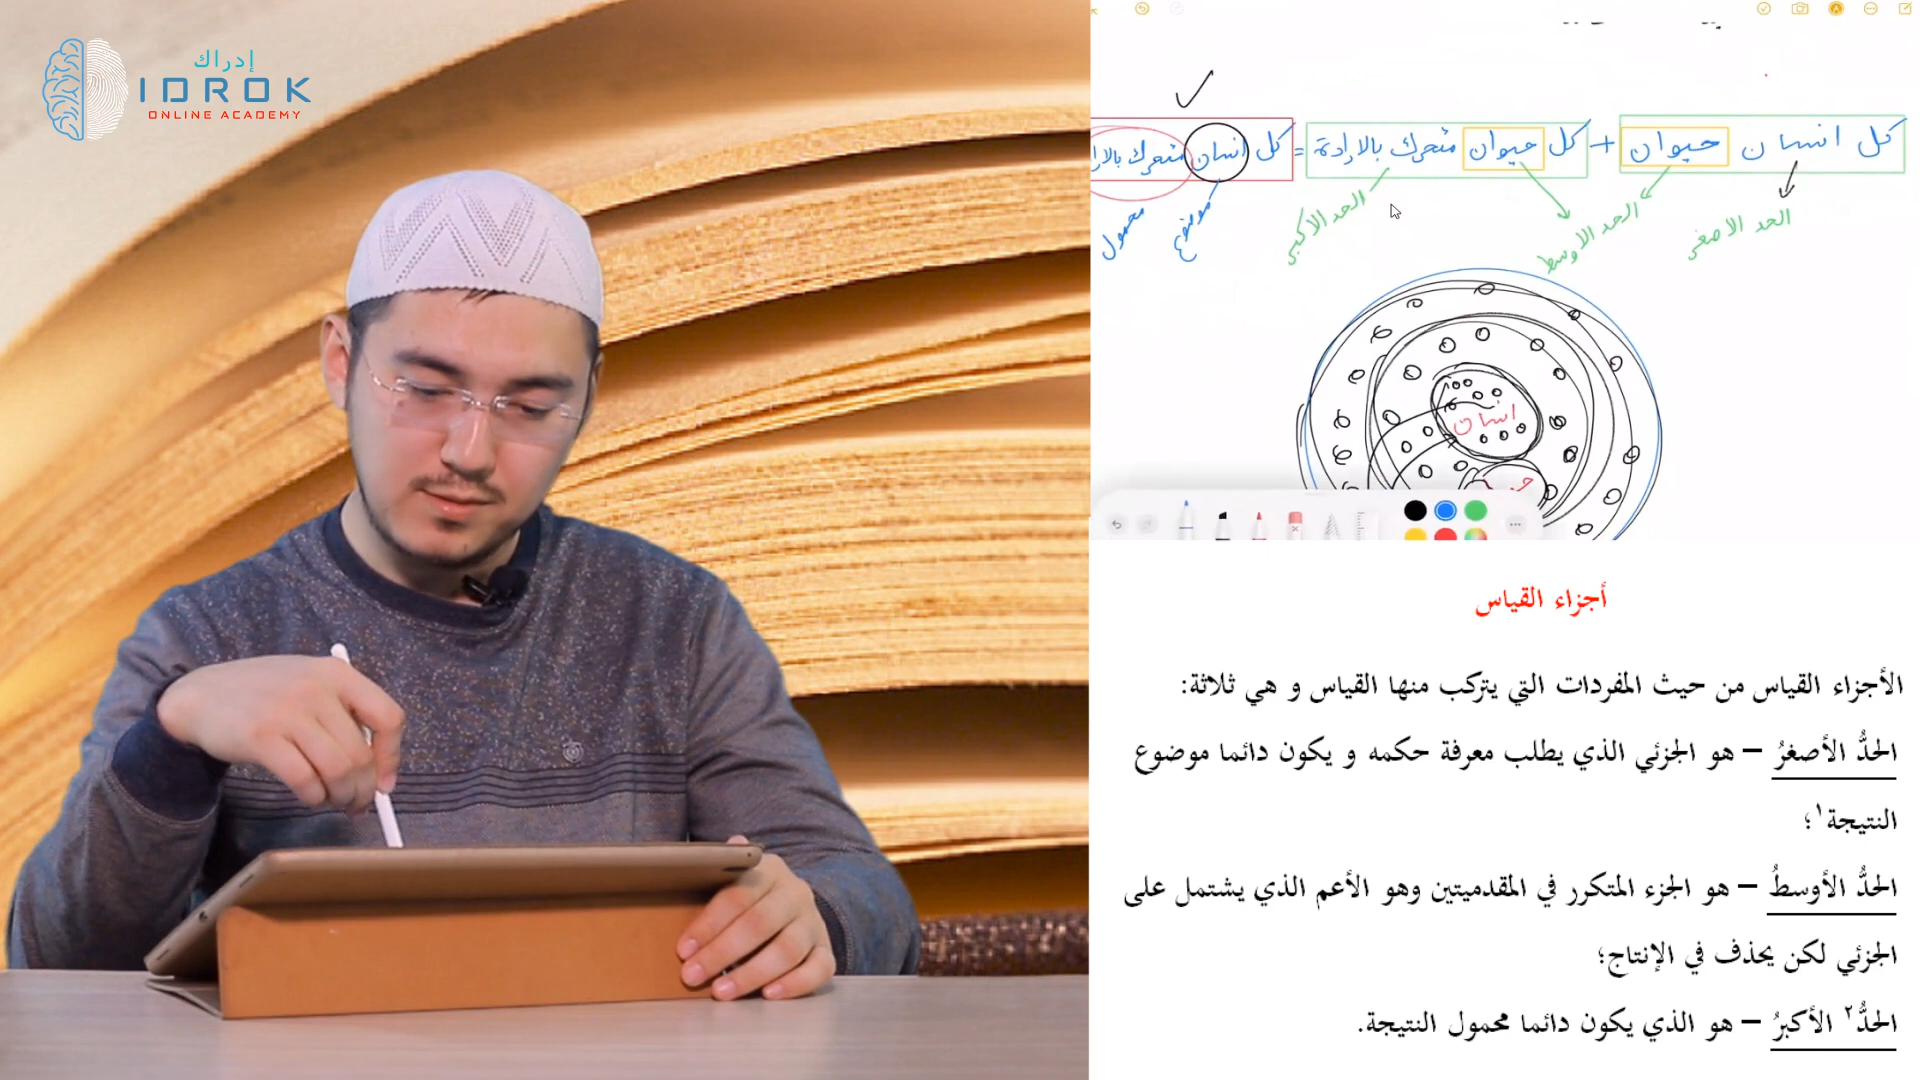 إدراك
IDROK
ONLINE ACADEMY
كل انسان حيوان + كل حيوان متحرك بالارادة = كل انسان متحرك بالارا
الحد الاصغر
الحد الاوسط
الحد الاكبر
موضوع
محمول
انسان
أجزاء القياس
الأجزاء القياس من حيث المفردات التي يتركب منها القياس و هي ثلاثة:
الحدُّ الأصغرُ – هو الجزئي الذي يطلب معرفة حكمه و يكون دائما موضوع
النتيجة١؛
الحدُّ الأوسطُ – هو الجزء المتكرر في المقدميتين وهو الأعم الذي يشتمل على
الجزئي لكن يحذف في الإنتاج؛
الحدُّ٢ الأكبرُ – هو الذي يكون دائما محمول النتيجة.